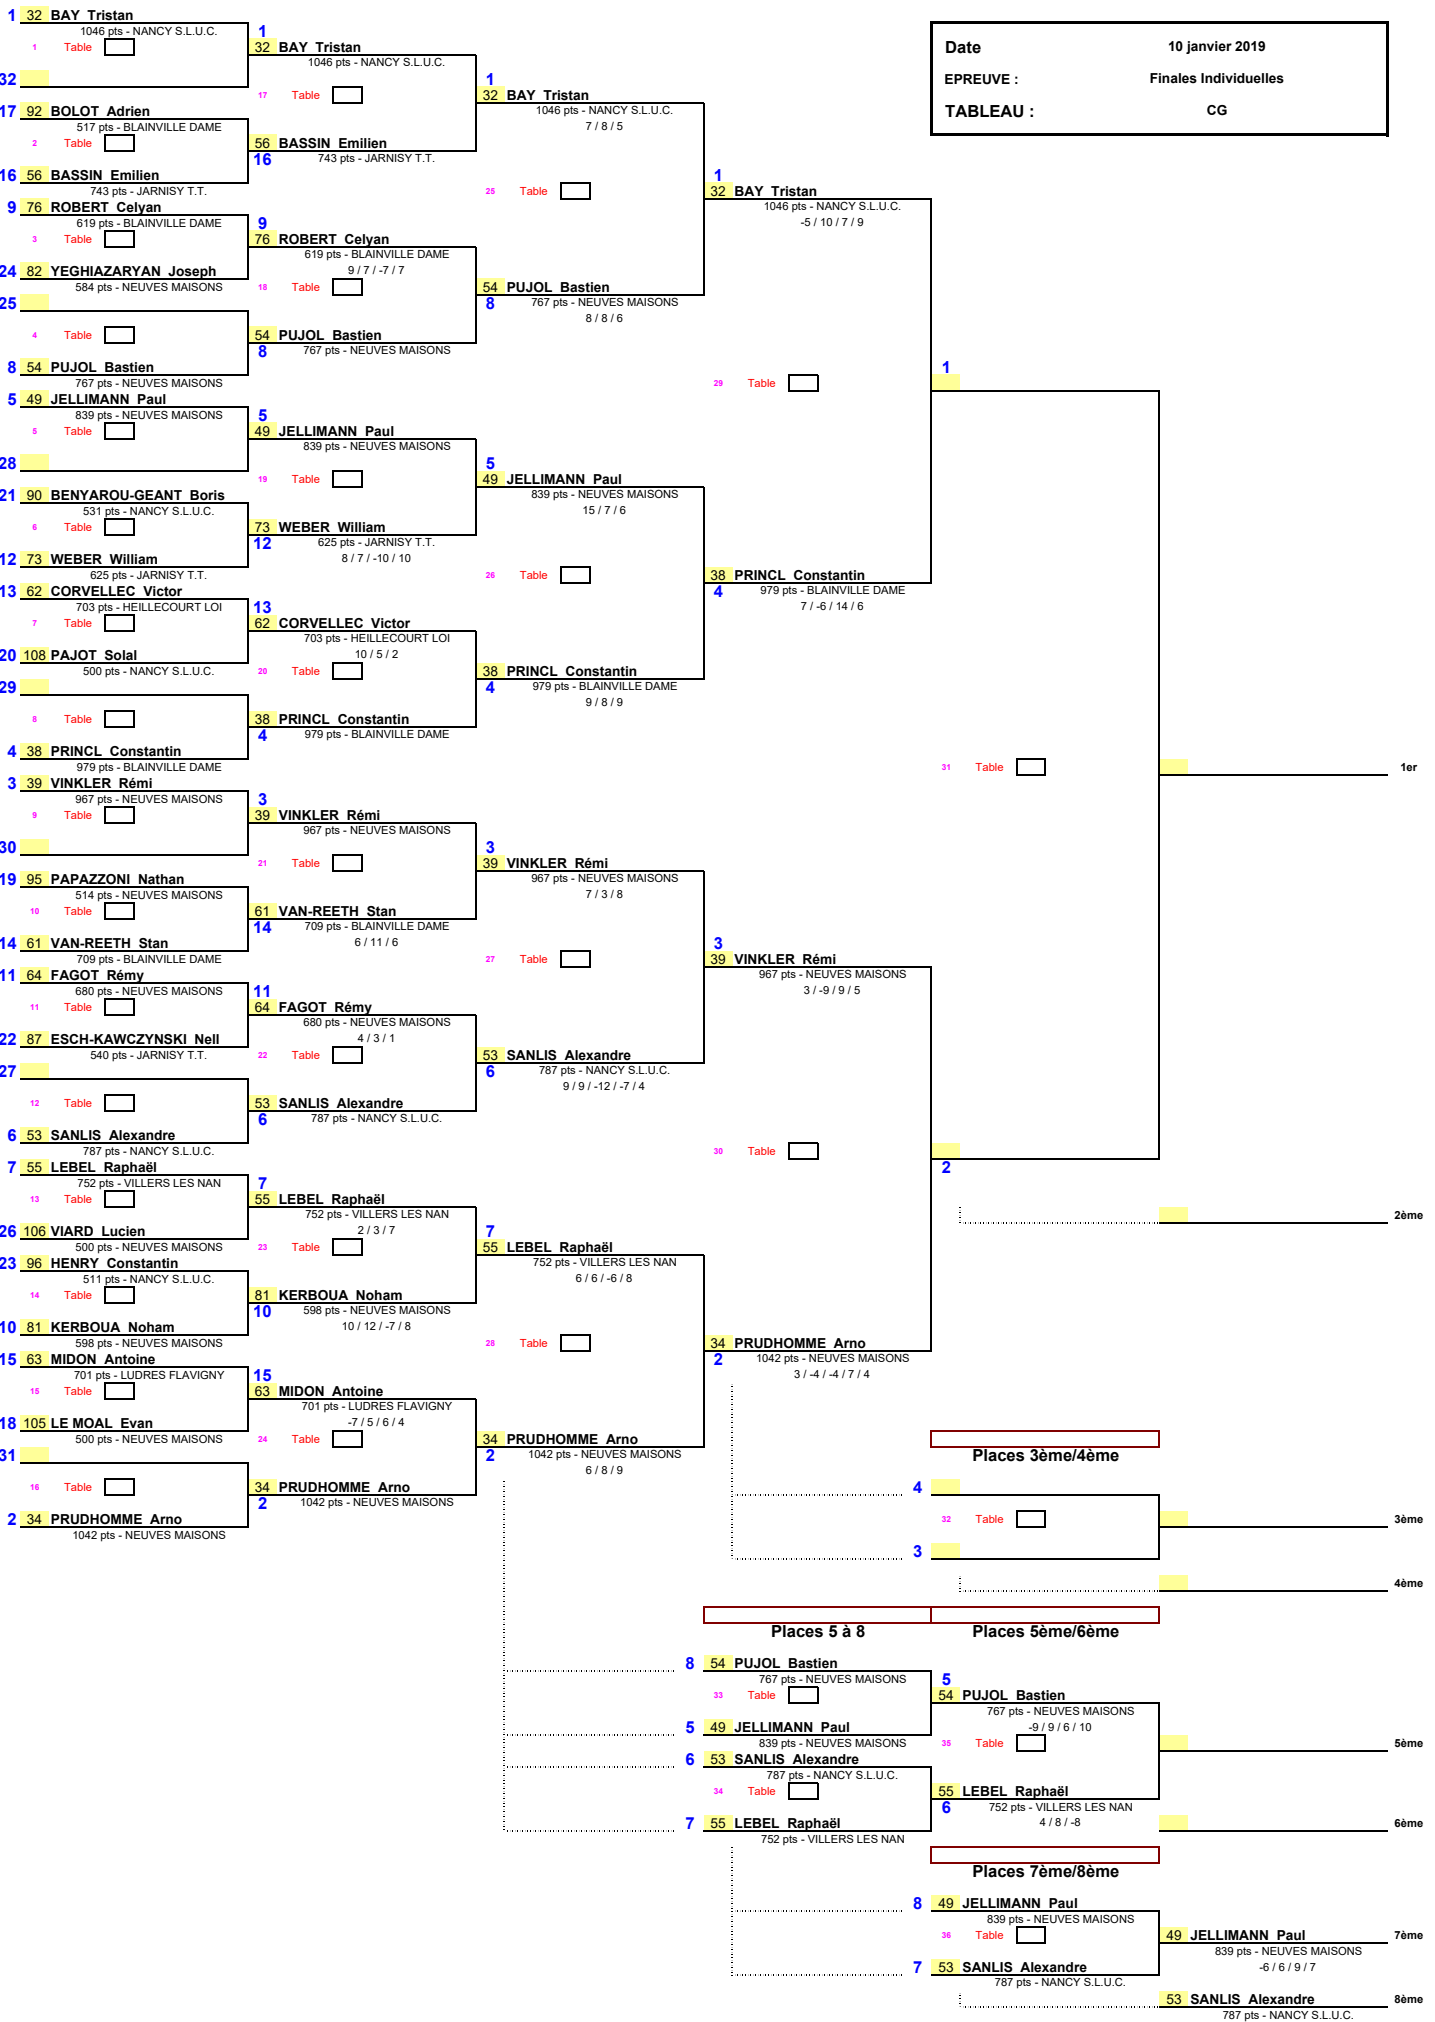 Date 10 janvier 2019
EPREUVE : Finales Individuelles
TABLEAU : CG
1 32 BAY Tristan
1046 pts - NANCY S.L.U.C.
1 Table
32
17 92 BOLOT Adrien
517 pts - BLAINVILLE DAME
2 Table
16 56 BASSIN Emilien
743 pts - JARNISY T.T.
9 76 ROBERT Celyan
619 pts - BLAINVILLE DAME
3 Table
24 82 YEGHIAZARYAN Joseph
584 pts - NEUVES MAISONS
25
4 Table
8 54 PUJOL Bastien
767 pts - NEUVES MAISONS
5 49 JELLIMANN Paul
839 pts - NEUVES MAISONS
5 Table
28
21 90 BENYAROU-GEANT Boris
531 pts - NANCY S.L.U.C.
6 Table
12 73 WEBER William
625 pts - JARNISY T.T.
13 62 CORVELLEC Victor
703 pts - HEILLECOURT LOI
7 Table
20 108 PAJOT Solal
500 pts - NANCY S.L.U.C.
29
8 Table
4 38 PRINCL Constantin
979 pts - BLAINVILLE DAME
3 39 VINKLER Rémi
967 pts - NEUVES MAISONS
9 Table
30
19 95 PAPAZZONI Nathan
514 pts - NEUVES MAISONS
10 Table
14 61 VAN-REETH Stan
709 pts - BLAINVILLE DAME
11 64 FAGOT Rémy
680 pts - NEUVES MAISONS
11 Table
22 87 ESCH-KAWCZYNSKI Nell
540 pts - JARNISY T.T.
27
12 Table
6 53 SANLIS Alexandre
787 pts - NANCY S.L.U.C.
7 55 LEBEL Raphaël
752 pts - VILLERS LES NAN
13 Table
26 106 VIARD Lucien
500 pts - NEUVES MAISONS
23 96 HENRY Constantin
511 pts - NANCY S.L.U.C.
14 Table
10 81 KERBOUA Noham
598 pts - NEUVES MAISONS
15 63 MIDON Antoine
701 pts - LUDRES FLAVIGNY
15 Table
18 105 LE MOAL Evan
500 pts - NEUVES MAISONS
31
16 Table
2 34 PRUDHOMME Arno
1042 pts - NEUVES MAISONS
1
32 BAY Tristan
1046 pts - NANCY S.L.U.C.
17 Table
56 BASSIN Emilien
16 743 pts - JARNISY T.T.
9
76 ROBERT Celyan
619 pts - BLAINVILLE DAME
9 / 7 / -7 / 7
18 Table
54 PUJOL Bastien
8 767 pts - NEUVES MAISONS
5
49 JELLIMANN Paul
839 pts - NEUVES MAISONS
19 Table
73 WEBER William
12 625 pts - JARNISY T.T.
8 / 7 / -10 / 10
13
62 CORVELLEC Victor
703 pts - HEILLECOURT LOI
10 / 5 / 2
20 Table
38 PRINCL Constantin
4 979 pts - BLAINVILLE DAME
3
39 VINKLER Rémi
967 pts - NEUVES MAISONS
21 Table
61 VAN-REETH Stan
14 709 pts - BLAINVILLE DAME
6 / 11 / 6
11
64 FAGOT Rémy
680 pts - NEUVES MAISONS
4 / 3 / 1
22 Table
53 SANLIS Alexandre
6 787 pts - NANCY S.L.U.C.
7
55 LEBEL Raphaël
752 pts - VILLERS LES NAN
2 / 3 / 7
23 Table
81 KERBOUA Noham
10 598 pts - NEUVES MAISONS
10 / 12 / -7 / 8
15
63 MIDON Antoine
701 pts - LUDRES FLAVIGNY
-7 / 5 / 6 / 4
24 Table
34 PRUDHOMME Arno
2 1042 pts - NEUVES MAISONS
1
32 BAY Tristan
1046 pts - NANCY S.L.U.C.
7 / 8 / 5
25 Table
54 PUJOL Bastien
8 767 pts - NEUVES MAISONS
8 / 8 / 6
5
49 JELLIMANN Paul
839 pts - NEUVES MAISONS
15 / 7 / 6
26 Table
38 PRINCL Constantin
4 979 pts - BLAINVILLE DAME
9 / 8 / 9
3
39 VINKLER Rémi
967 pts - NEUVES MAISONS
7 / 3 / 8
27 Table
53 SANLIS Alexandre
6 787 pts - NANCY S.L.U.C.
9 / 9 / -12 / -7 / 4
7
55 LEBEL Raphaël
752 pts - VILLERS LES NAN
6 / 6 / -6 / 8
28 Table
34 PRUDHOMME Arno
2 1042 pts - NEUVES MAISONS
6 / 8 / 9
1
32 BAY Tristan
1046 pts - NANCY S.L.U.C.
-5 / 10 / 7 / 9
29 Table
38 PRINCL Constantin
4 979 pts - BLAINVILLE DAME
7 / -6 / 14 / 6
3
39 VINKLER Rémi
967 pts - NEUVES MAISONS
3 / -9 / 9 / 5
30 Table
34 PRUDHOMME Arno
2 1042 pts - NEUVES MAISONS
3 / -4 / -4 / 7 / 4
1
31 Table
1er
2
2ème
Places 3ème/4ème
4
32 Table
3ème
3
4ème
Places 5 à 8
8 54 PUJOL Bastien
767 pts - NEUVES MAISONS
33 Table
5 49 JELLIMANN Paul
839 pts - NEUVES MAISONS
6 53 SANLIS Alexandre
787 pts - NANCY S.L.U.C.
34 Table
7 55 LEBEL Raphaël
752 pts - VILLERS LES NAN
Places 5ème/6ème
5
54 PUJOL Bastien
767 pts - NEUVES MAISONS
-9 / 9 / 6 / 10
35 Table
5ème
55 LEBEL Raphaël
6 752 pts - VILLERS LES NAN
4 / 8 / -8
6ème
Places 7ème/8ème
8 49 JELLIMANN Paul
839 pts - NEUVES MAISONS
36 Table
7 53 SANLIS Alexandre
787 pts - NANCY S.L.U.C.
49 JELLIMANN Paul 7ème
839 pts - NEUVES MAISONS
-6 / 6 / 9 / 7
53 SANLIS Alexandre 8ème
787 pts - NANCY S.L.U.C.